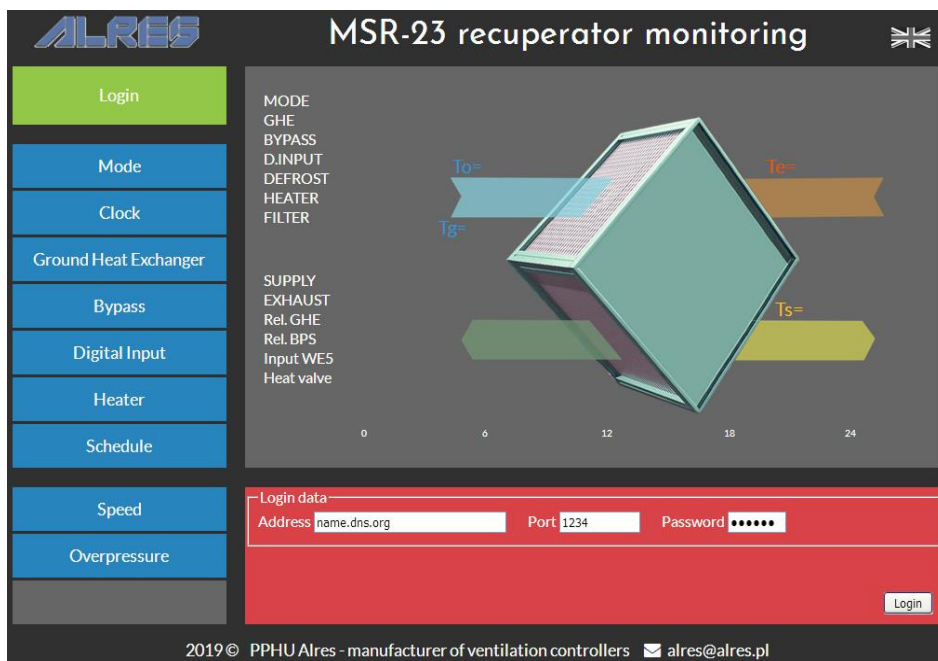 ALRES
MSR-23 recuperator monitoring
Login
Mode
Clock
Ground Heat Exchanger
Bypass
Digital Input
Heater
Schedule
Speed
Overpressure
MODE
GHE
BYPASS
D.INPUT
DEFROST
HEATER
FILTER
SUPPLY
EXHAUST
Rel. GHE
Rel. BPS
Input WE5
Heat valve
To=
Tg=
Te=
Ts=
0 6 12 18 24
Login data
Address name.dns.org Port 1234 Password ••••••
Login
2019 © PPHU Alres - manufacturer of ventilation controllers alres@alres.pl